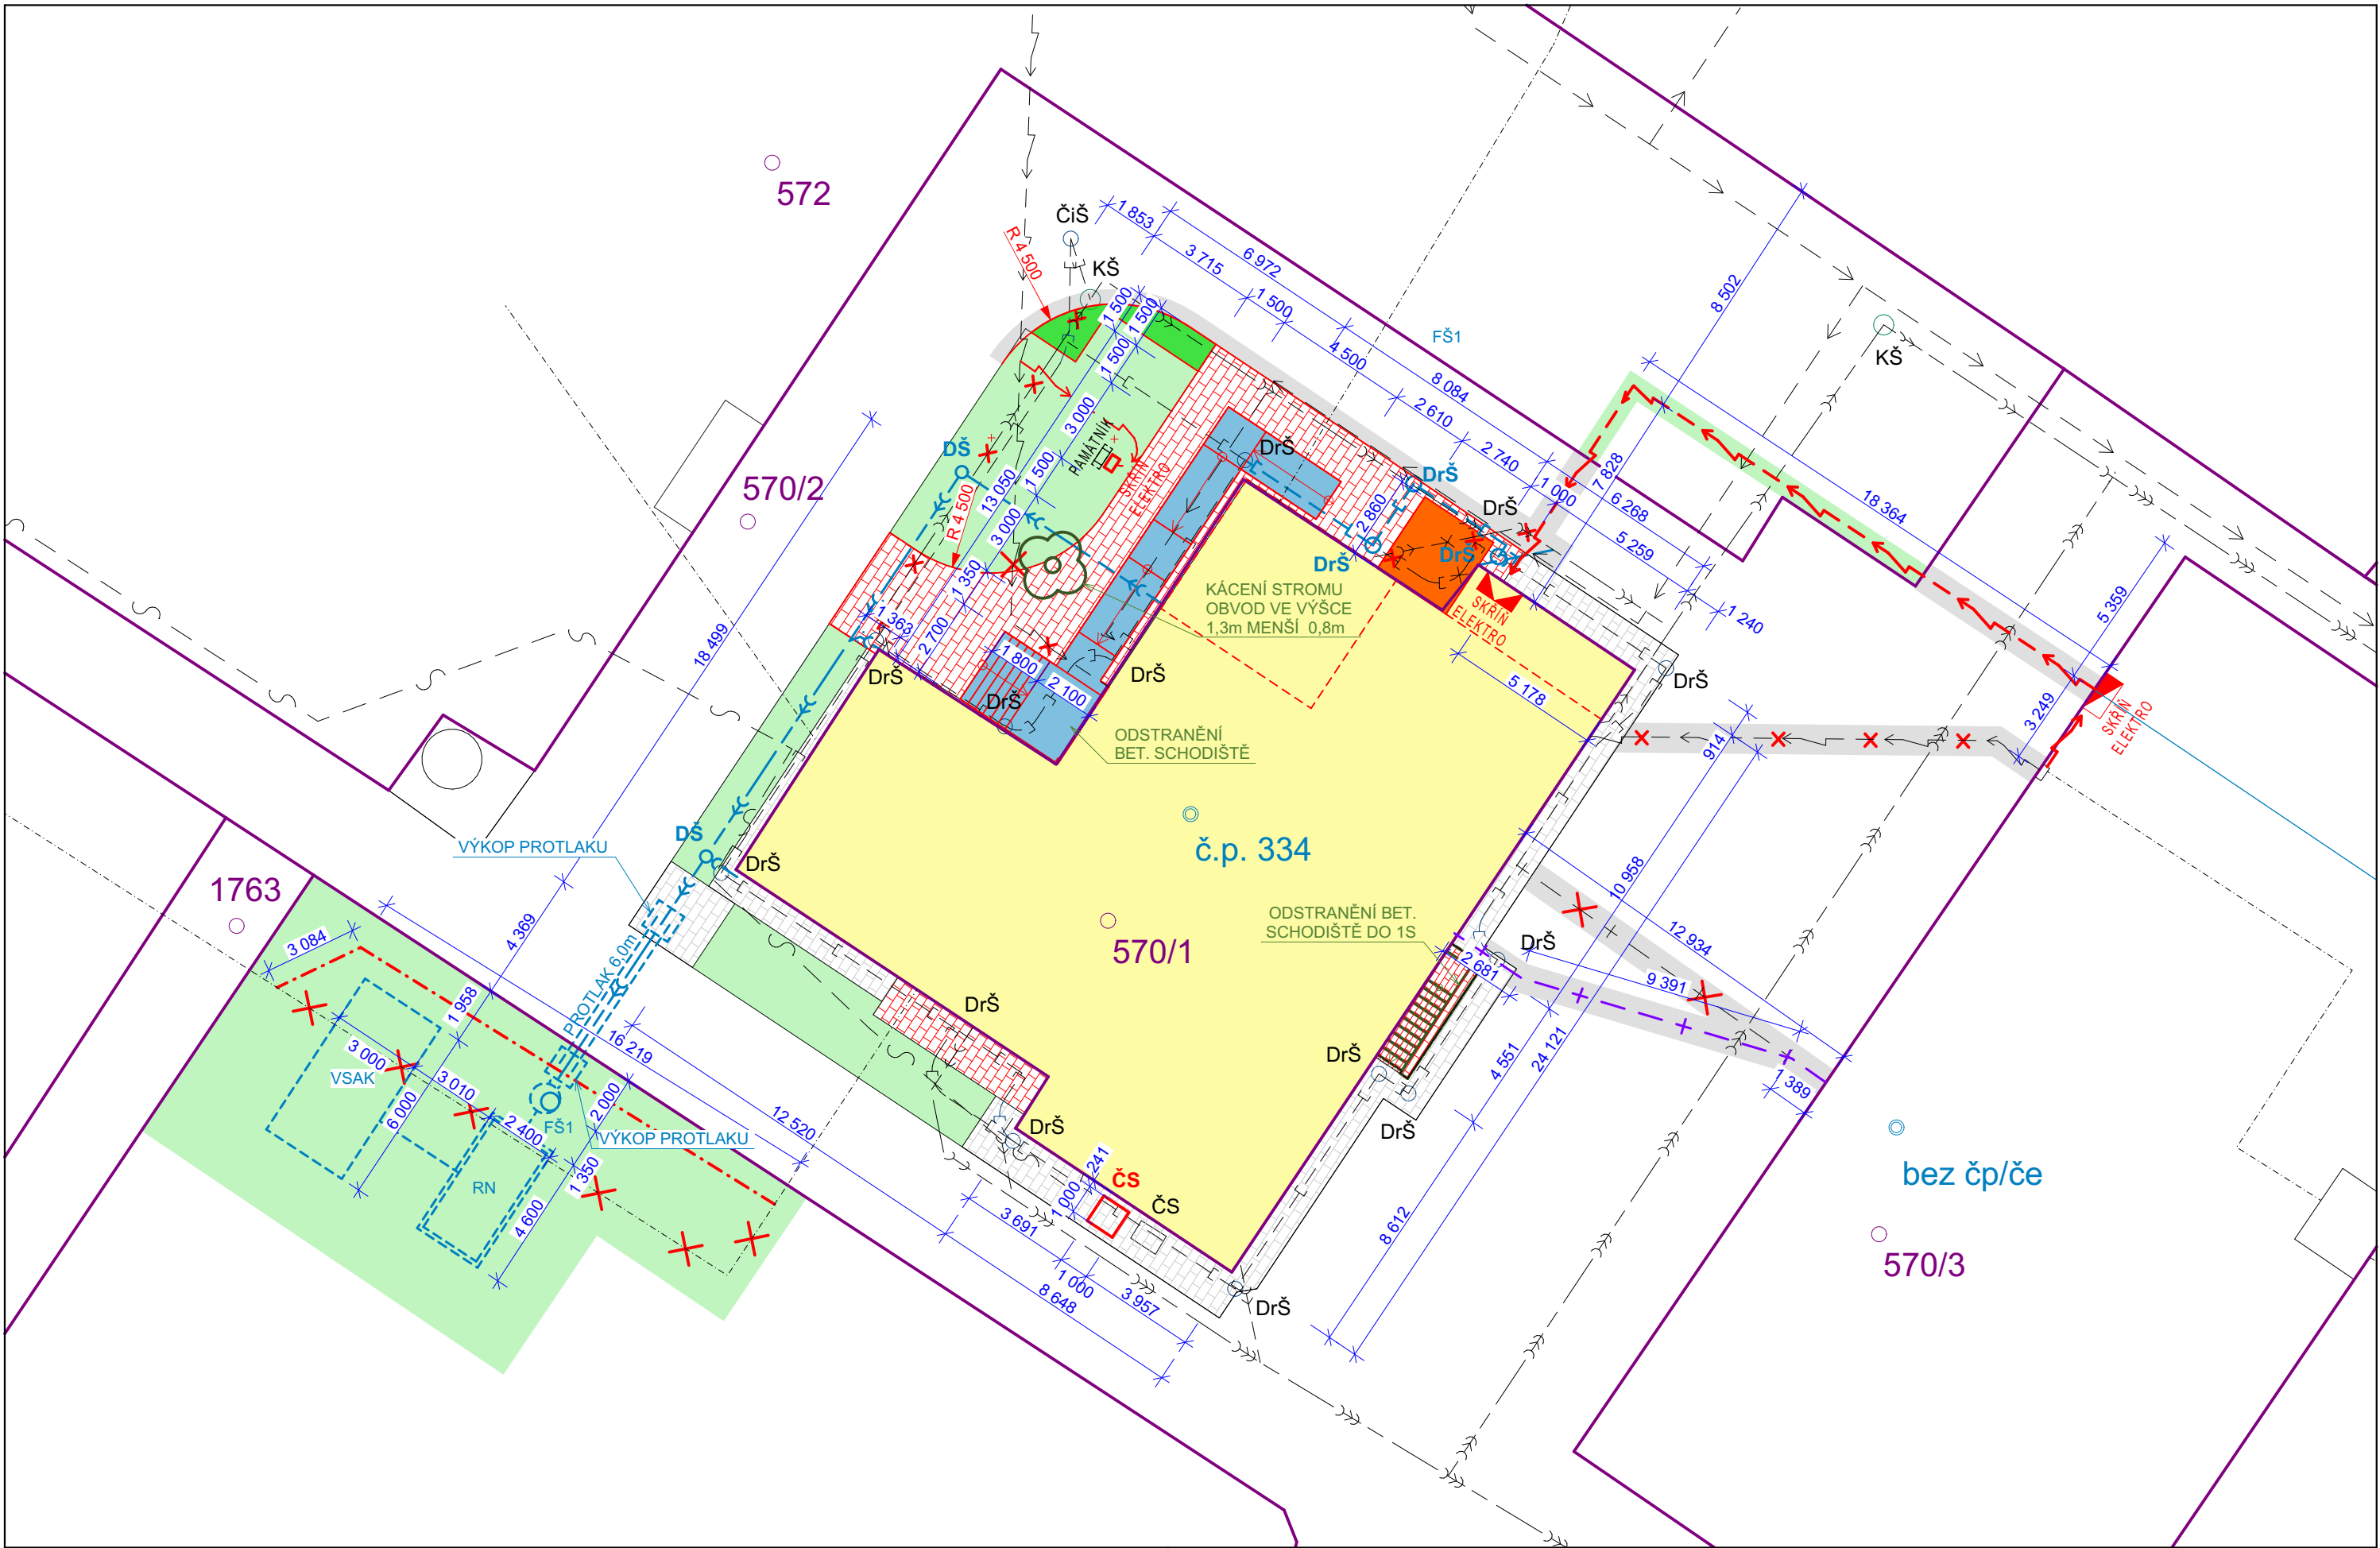 572
ČiŠ
1 853
R 4 500
3 715
6 972
KŠ
1 500
1 500
1 500
1 500
4 500
FŠ1
8 502
KŠ
8 084
2 610
2 740
3 000
PAMÁTNÍK
SKŘÍŇ
ELEKTRO
DrŠ
DrŠ
DŠ
570/2
13 050
R 4 500
1 500
3 000
1 350
2 860
DrŠ
1 000
7 828
6 268
5 259
18 364
DrŠ
DrŠ
KÁCENÍ STROMU
OBVOD VE VÝŠCE
1,3m MENŠÍ 0,8m
SKŘÍŇ
ELEKTRO
1 240
5 359
18 499
1 363
2 700
1 800
2 100
DrŠ
DrŠ
DrŠ
DrŠ
5 178
3 249
SKŘÍŇ
ELEKTRO
ODSTRANĚNÍ
BET. SCHODIŠTĚ
914
DŠ
VÝKOP PROTLAKU
DrŠ
č.p. 334
1763
3 084
4 369
570/1
ODSTRANĚNÍ BET.
SCHODIŠTĚ DO 1S
10 958
12 934
DrŠ
2 681
9 391
1 958
PROTLAK 6,0m
16 219
DrŠ
3 000
VSAK
3 010
6 000
2 400
FŠ1
2 000
VÝKOP PROTLAKU
12 520
DrŠ
DrŠ
4 551
24 121
1 389
DrŠ
RN
1 350
4 600
241
ČS
1 000
ČS
3 691
1 000
8 648
3 957
DrŠ
8 612
bez čp/če
570/3